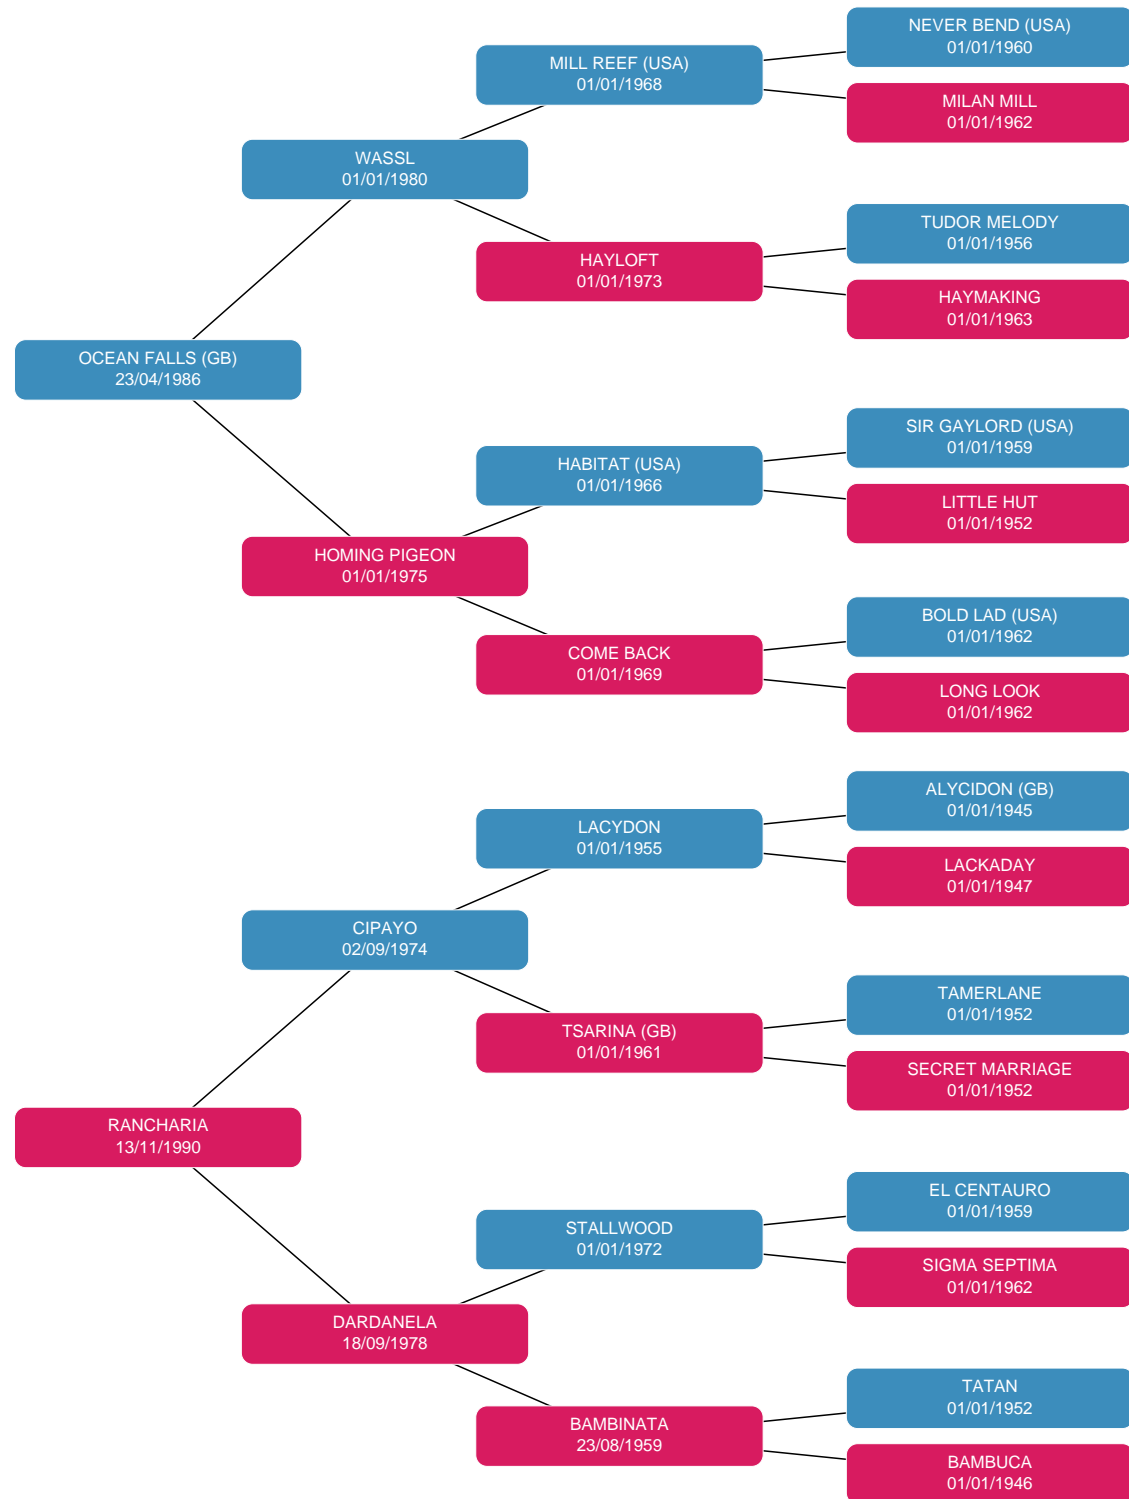 NEVER BEND (USA)
01/01/1960
MILL REEF (USA)
01/01/1968
MILAN MILL
01/01/1962
WASSL
01/01/1980
TUDOR MELODY
01/01/1956
HAYLOFT
01/01/1973
HAYMAKING
01/01/1963
OCEAN FALLS (GB)
23/04/1986
SIR GAYLORD (USA)
01/01/1959
HABITAT (USA)
01/01/1966
LITTLE HUT
01/01/1952
HOMING PIGEON
01/01/1975
BOLD LAD (USA)
01/01/1962
COME BACK
01/01/1969
LONG LOOK
01/01/1962
ALYCIDON (GB)
01/01/1945
LACYDON
01/01/1955
LACKADAY
01/01/1947
CIPAYO
02/09/1974
TAMERLANE
01/01/1952
TSARINA (GB)
01/01/1961
SECRET MARRIAGE
01/01/1952
RANCHARIA
13/11/1990
EL CENTAURO
01/01/1959
STALLWOOD
01/01/1972
SIGMA SEPTIMA
01/01/1962
DARDANELA
18/09/1978
TATAN
01/01/1952
BAMBINATA
23/08/1959
BAMBUCA
01/01/1946